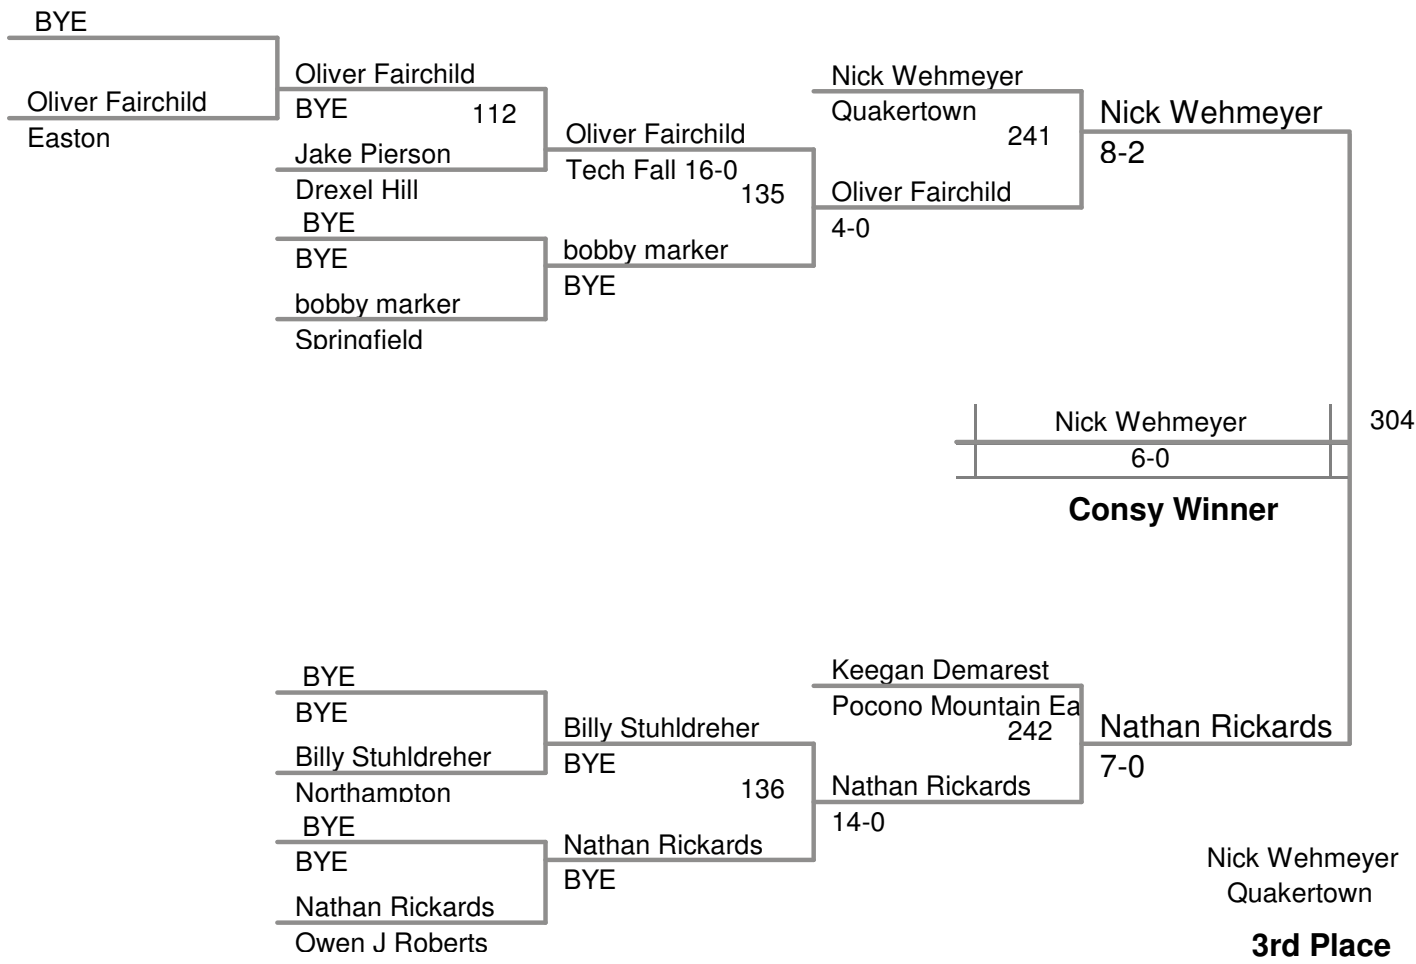 BYE
Oliver Fairchild
Easton
Oliver Fairchild
BYE
112
Jake Pierson
Drexel Hill
BYE
BYE
bobby marker
Springfield
Oliver Fairchild
Tech Fall 16-0
135
bobby marker
BYE
Nick Wehmeyer
Quakertown
241
Oliver Fairchild
4-0
Nick Wehmeyer
8-2
304
Nick Wehmeyer
6-0
Consy Winner
BYE
BYE
Billy Stuhldreher
Northampton
BYE
BYE
Nathan Rickards
Owen J Roberts
Billy Stuhldreher
BYE
136
Nathan Rickards
BYE
Keegan Demarest
Pocono Mountain Ea
242
Nathan Rickards
14-0
Nathan Rickards
7-0
Nick Wehmeyer
Quakertown
3rd Place